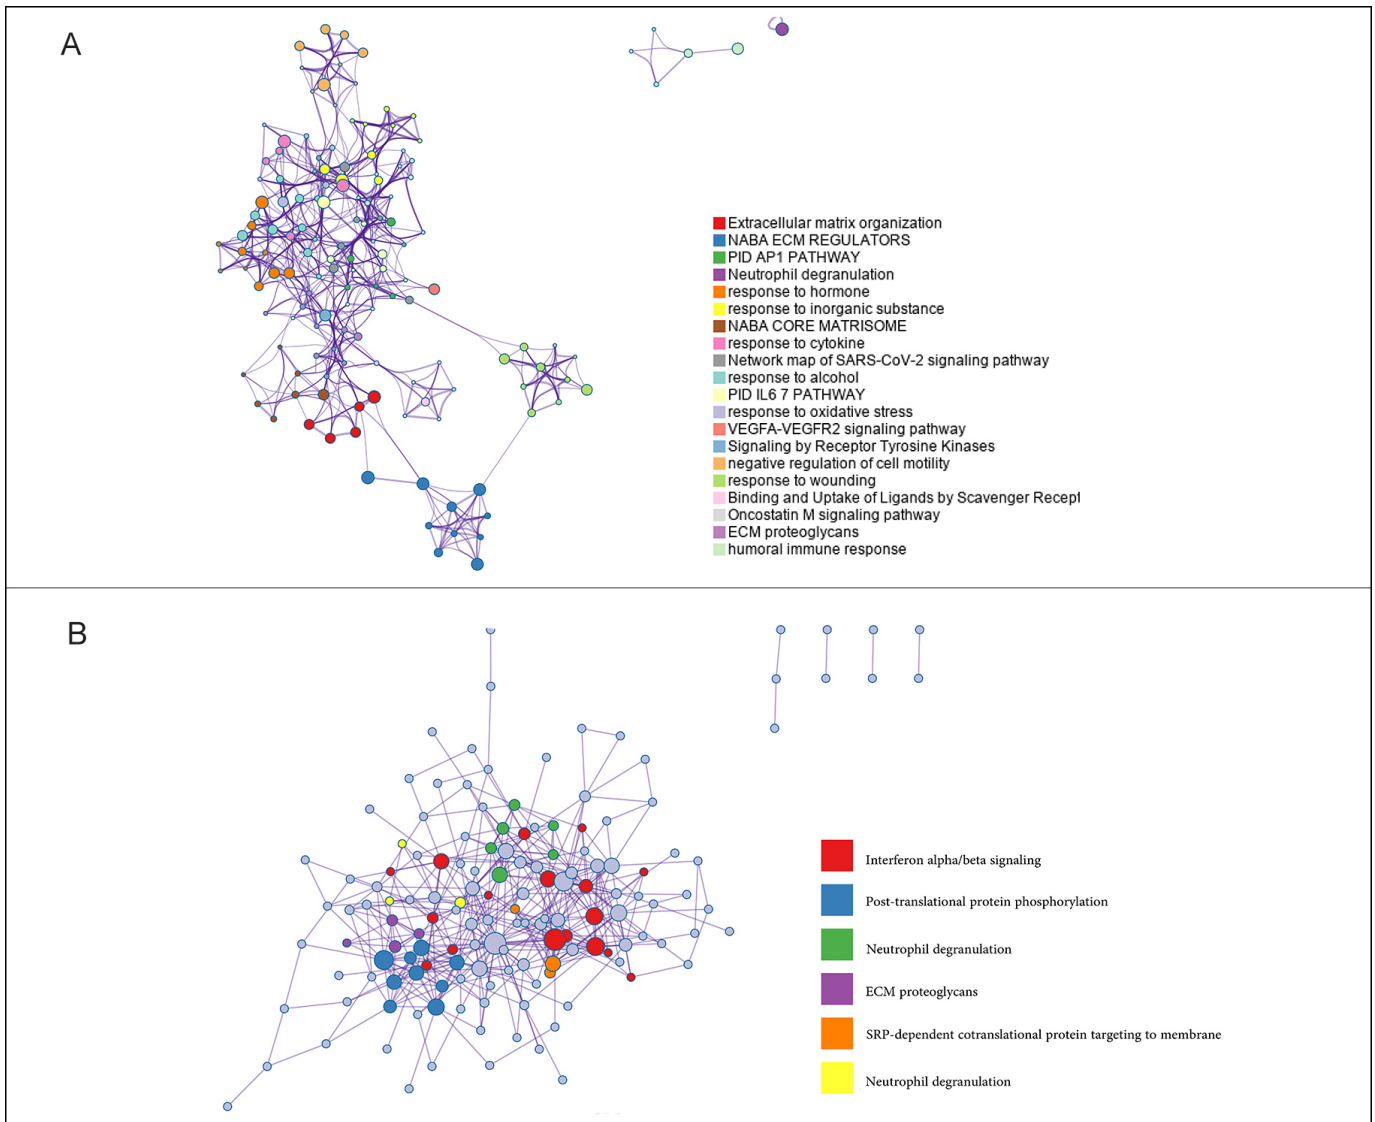 A
Extracellular matrix organization
NABA ECM REGULATORS
PID AP1 PATHWAY
Neutrophil degranulation
response to hormone
response to inorganic substance
NABA CORE MATRISOME
response to cytokine
Network map of SARS-CoV-2 signaling pathway
response to alcohol
PID IL6 7 PATHWAY
response to oxidative stress
VEGFA-VEGFR2 signaling pathway
Signaling by Receptor Tyrosine Kinases
negative regulation of cell motility
response to wounding
Binding and Uptake of Ligands by Scavenger Recept
Oncostatin M signaling pathway
ECM proteoglycans
humoral immune response
B
Interferon alpha/beta signaling
Post-translational protein phosphorylation
Neutrophil degranulation
ECM proteoglycans
SRP-dependent cotranslational protein targeting to membrane
Neutrophil degranulation